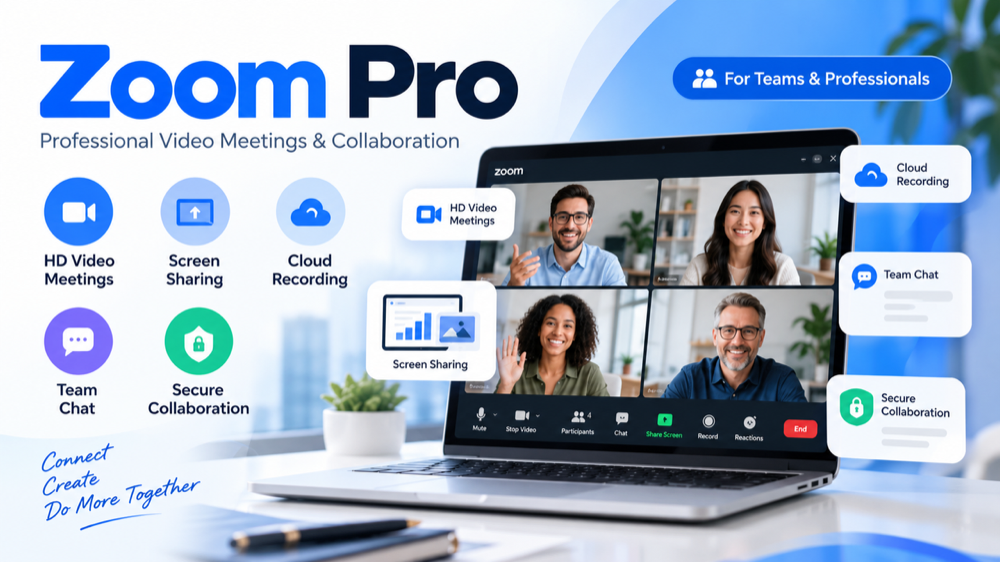 Zoom Pro
Professional Video Meetings & Collaboration
For Teams & Professionals
HD Video
Meetings
Screen
Sharing
Cloud
Recording
Team
Chat
Secure
Collaboration
Connect
Create
Do More Together
zoom
HD Video
Meetings
Screen Sharing
Cloud
Recording
Team Chat
Secure
Collaboration
Mute
Stop Video
Participants
4
Chat
Share Screen
Record
Reactions
End